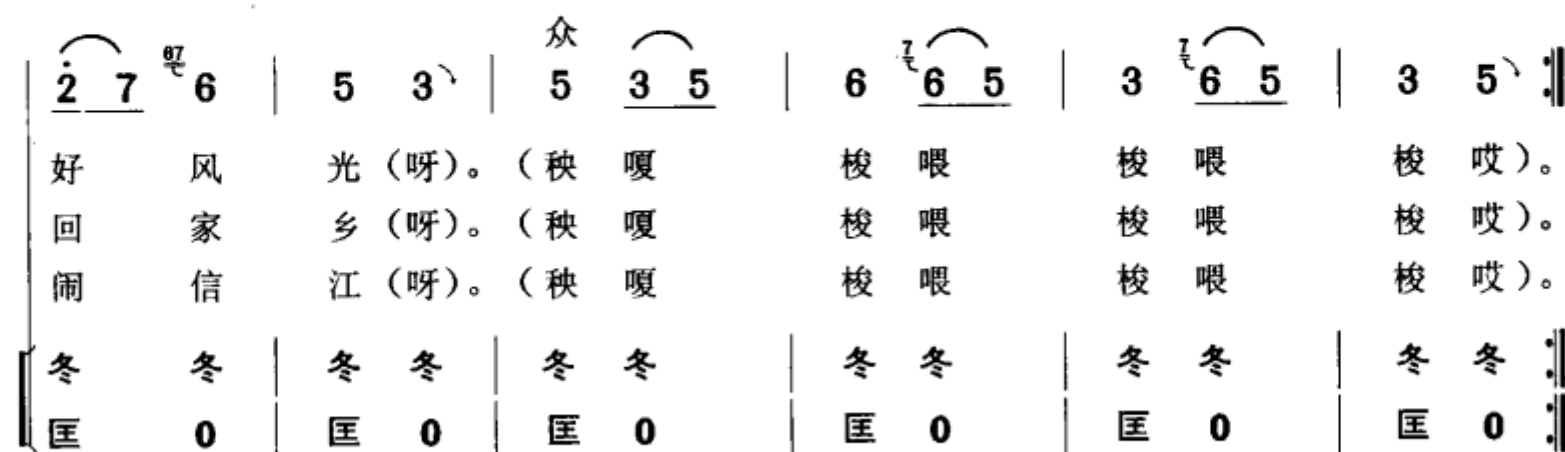 众
2̇ 7 67 6 | 5 3 | 5 3 5 | 6 7 6 5 | 3 7 6 5 | 3 5 :‖
好 风 光(呀)。(秧 嗄 梭 喂 梭 喂 梭 哎)。
回 家 乡(呀)。(秧 嗄 梭 喂 梭 喂 梭 哎)。
闹 信 江(呀)。(秧 嗄 梭 喂 梭 喂 梭 哎)。
冬 冬 | 冬 冬 | 冬 冬 | 冬 冬 | 冬 冬 | 冬 冬 :‖
匡 0 | 匡 0 | 匡 0 | 匡 0 | 匡 0 | 匡 0 :‖